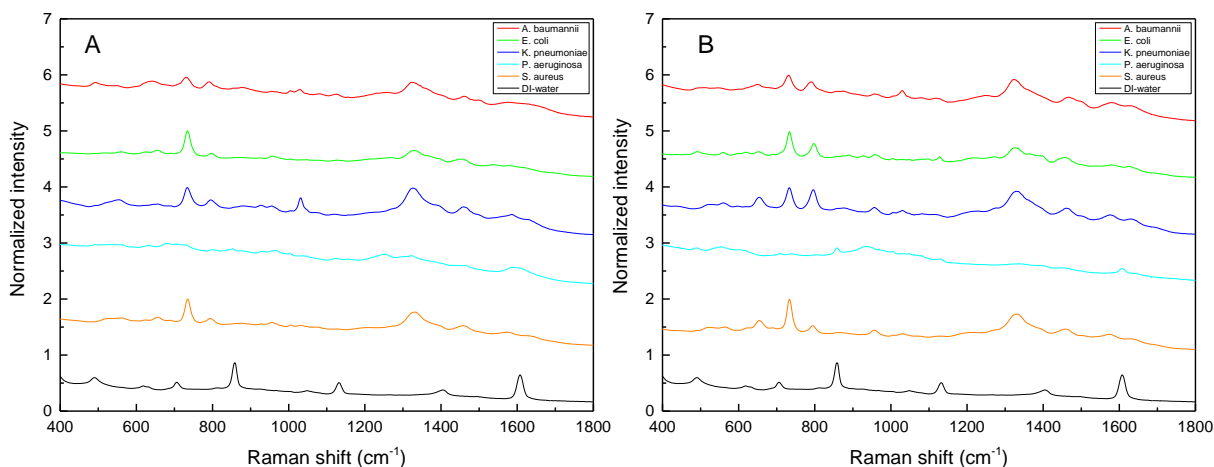 A
A. baumannii
E. coli
K. pneumoniae
P. aeruginosa
S. aureus
DI-water
Normalized intensity
7
6
5
4
3
2
1
0
400 600 800 1000 1200 1400 1600 1800
Raman shift (cm⁻¹)
B
A. baumannii
E. coli
K. pneumoniae
P. aeruginosa
S. aureus
DI-water
Normalized intensity
7
6
5
4
3
2
1
0
400 600 800 1000 1200 1400 1600 1800
Raman shift (cm⁻¹)